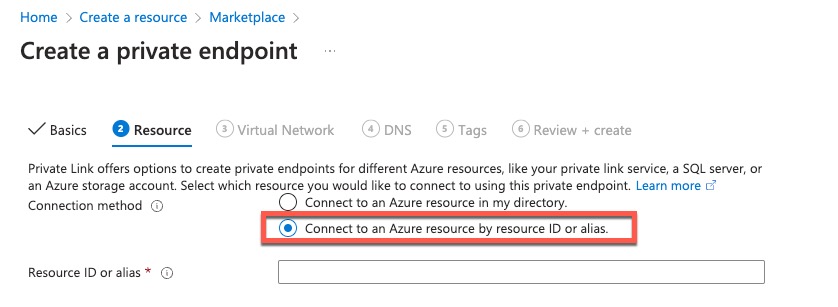 Home > Create a resource > Marketplace >
Create a private endpoint ...
Basics 2 Resource 3 Virtual Network 4 DNS 5 Tags 6 Review + create
Private Link offers options to create private endpoints for different Azure resources, like your private link service, a SQL server, or
an Azure storage account. Select which resource you would like to connect to using this private endpoint. Learn more
Connection method
Connect to an Azure resource in my directory.
Connect to an Azure resource by resource ID or alias.
Resource ID or alias *